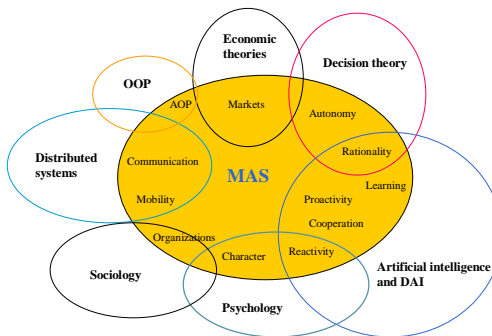 Economic
theories
Decision theory
OOP
AOP
Markets
Autonomy
Distributed
systems
Communication
Rationality
MAS
Learning
Mobility
Proactivity
Cooperation
Organizations
Character
Reactivity
Sociology
Artificial intelligence
and DAI
Psychology